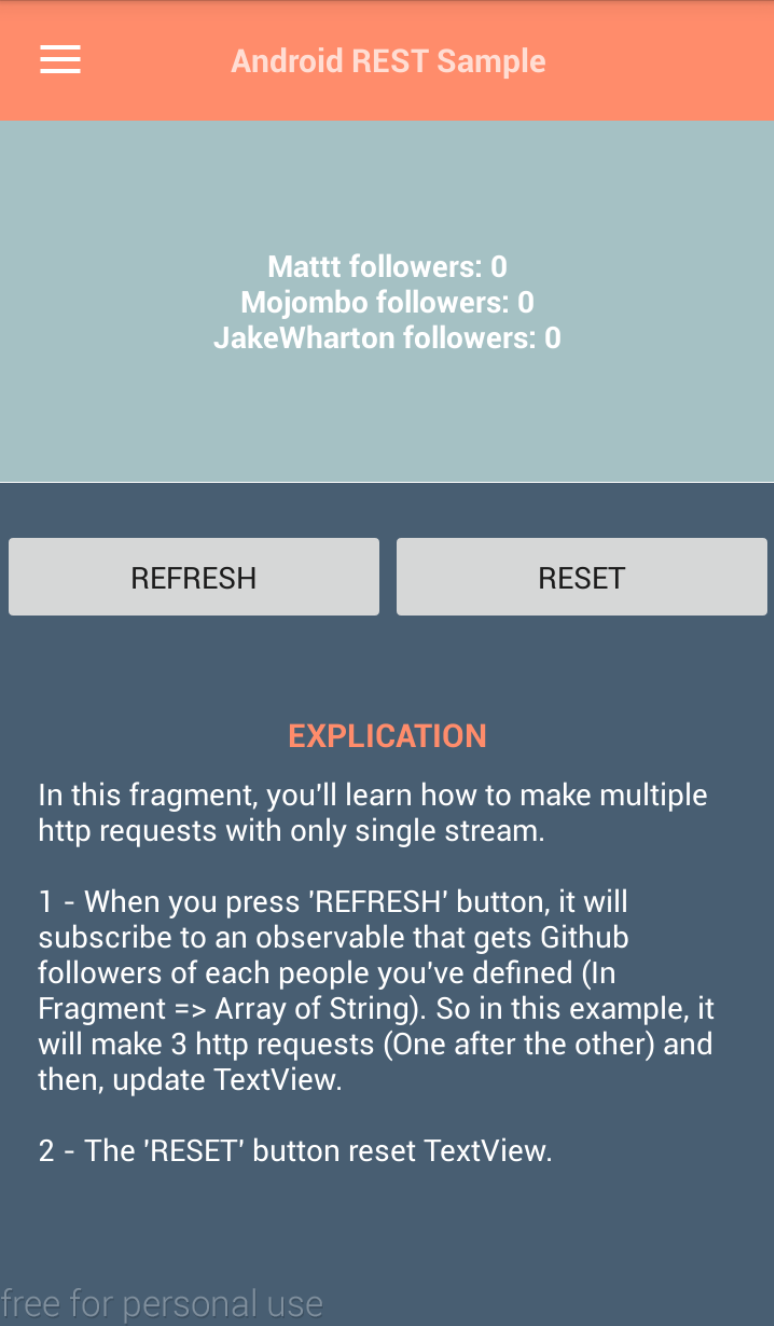 Android REST Sample
Mattt followers: 0
Mojombo followers: 0
JakeWharton followers: 0
REFRESH
RESET
EXPLICATION
In this fragment, you'll learn how to make multiple
http requests with only single stream.
1 - When you press 'REFRESH' button, it will
subscribe to an observable that gets Github
followers of each people you've defined (In
Fragment => Array of String). So in this example, it
will make 3 http requests (One after the other) and
then, update TextView.
2 - The 'RESET' button reset TextView.
free for personal use